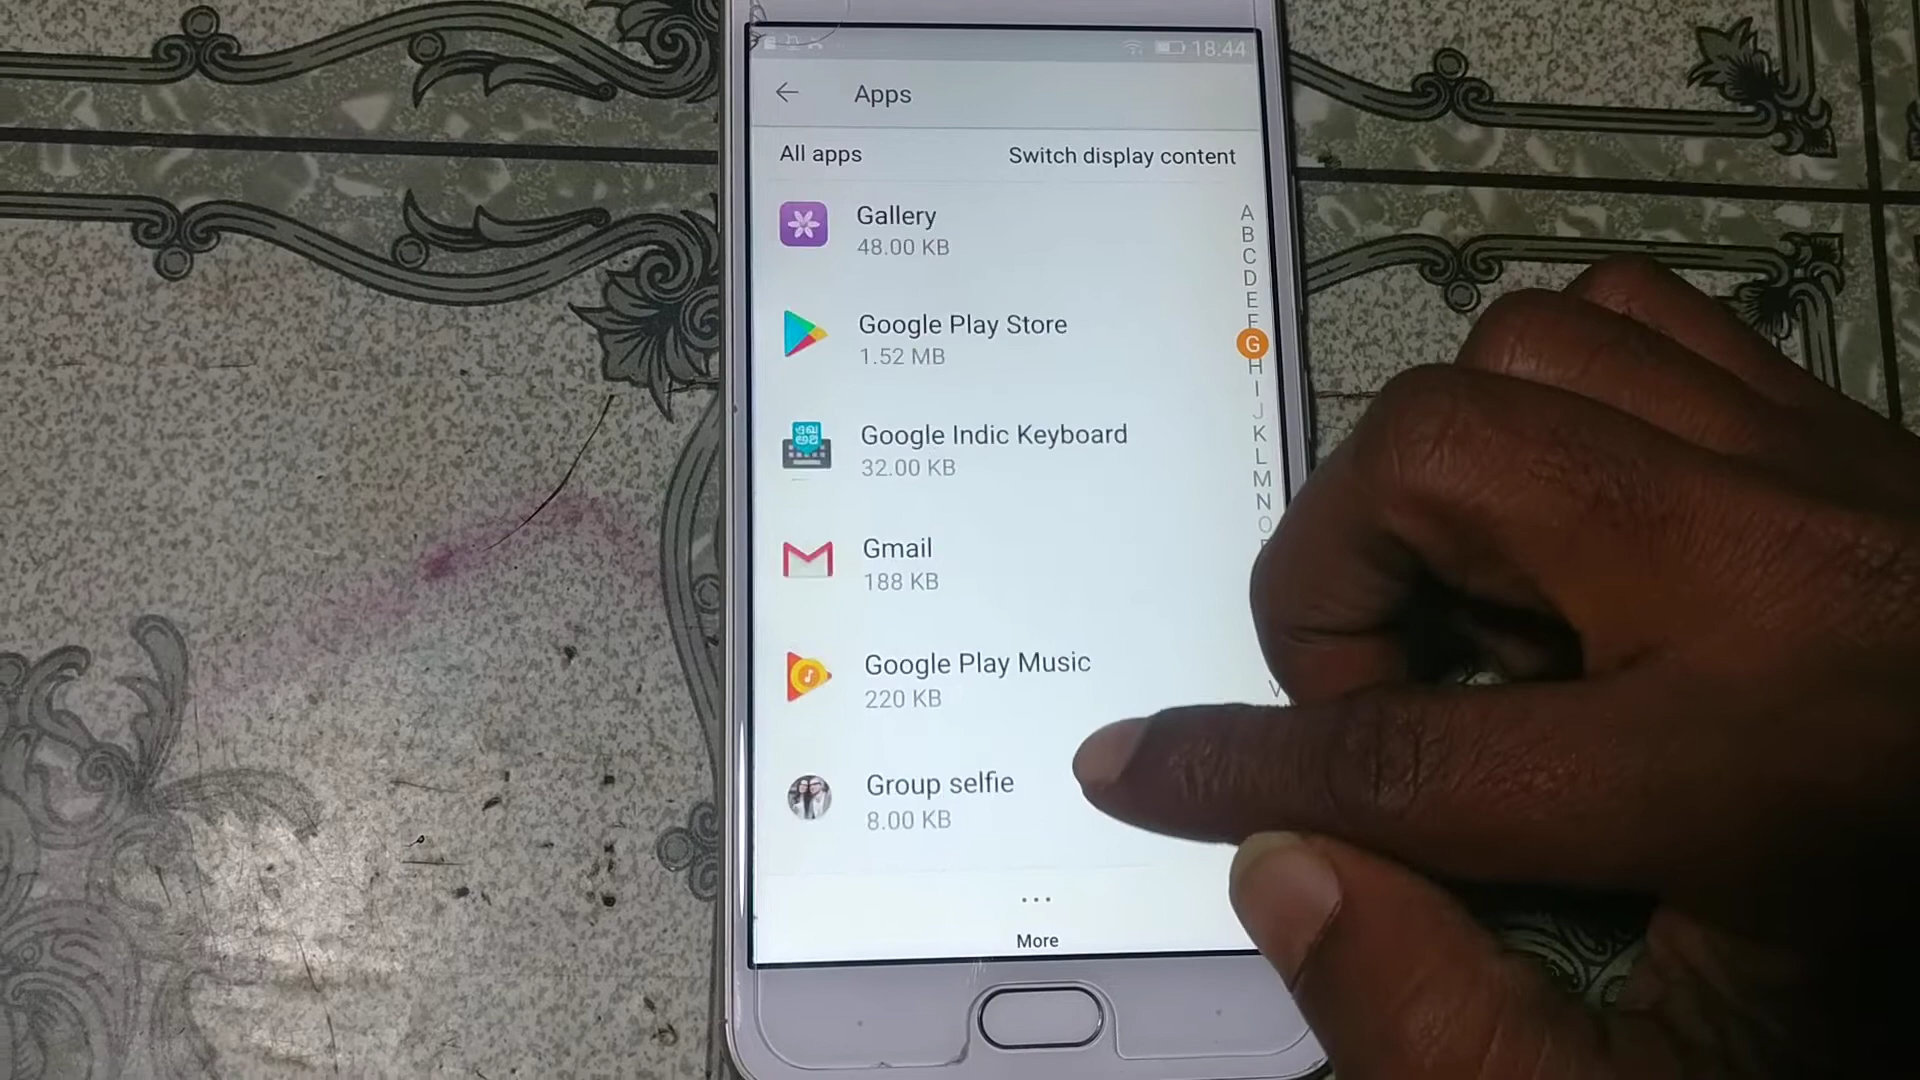 18.44
Apps
All apps
Switch display content
Gallery
48.00 KB
Google Play Store
1.52 MB
Google Indic Keyboard
32.00 KB
Gmail
188 KB
Google Play Music
220 KB
Group selfie
8.00 KB
A
B
C
D
E
F
G
H
I
J
K
L
M
N
O
V
More